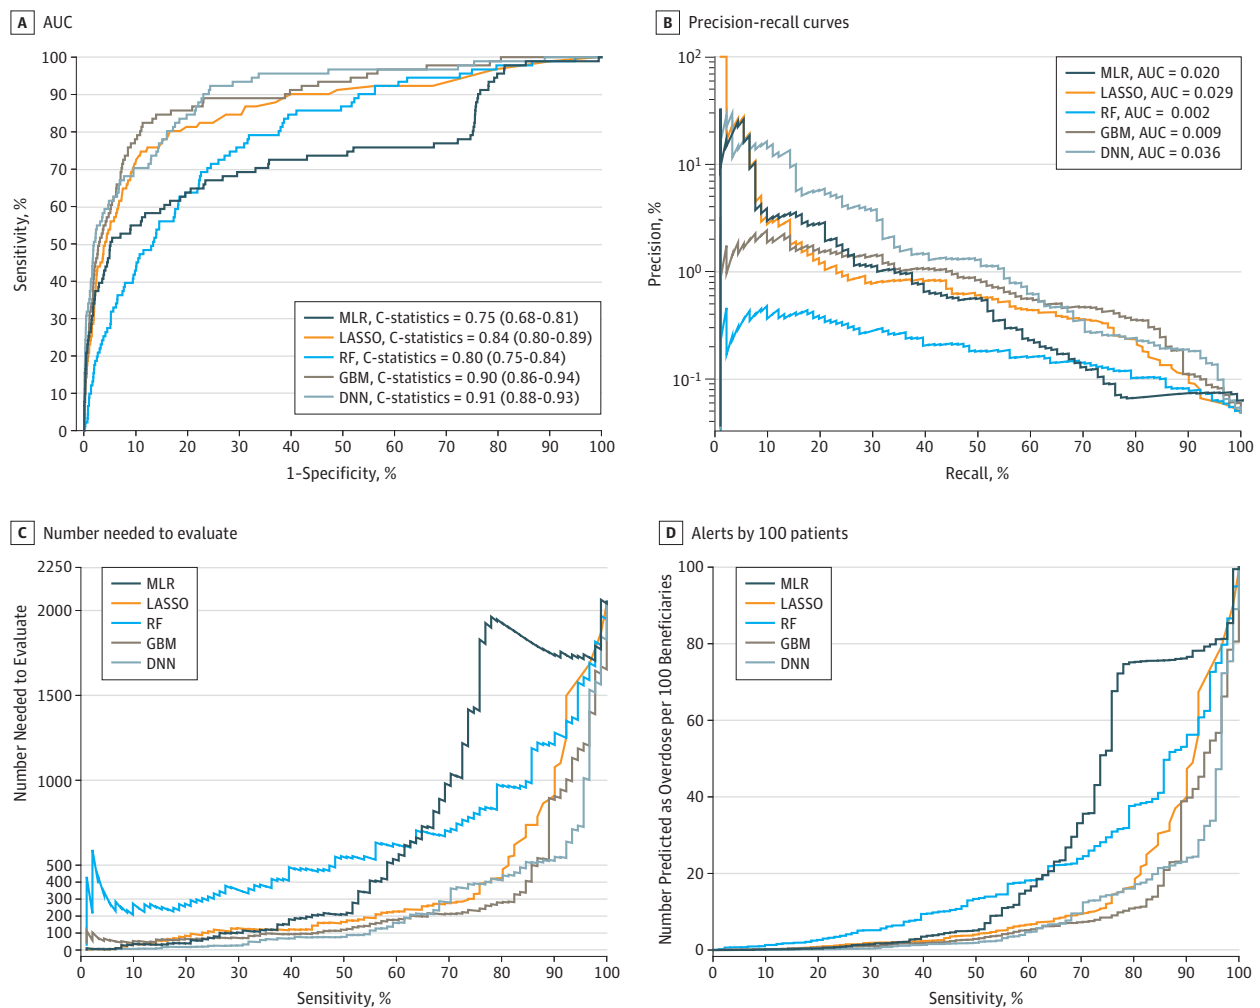 A AUC
100
90
80
70
60
50
40
30
20
10
0
Sensitivity, %
MLR, C-statistics = 0.75 (0.68-0.81)
LASSO, C-statistics = 0.84 (0.80-0.89)
RF, C-statistics = 0.80 (0.75-0.84)
GBM, C-statistics = 0.90 (0.86-0.94)
DNN, C-statistics = 0.91 (0.88-0.93)
0 10 20 30 40 50 60 70 80 90 100
1-Specificity, %
B Precision-recall curves
10²
10¹
10⁰
10⁻¹
Precision, %
MLR, AUC = 0.020
LASSO, AUC = 0.029
RF, AUC = 0.002
GBM, AUC = 0.009
DNN, AUC = 0.036
0 10 20 30 40 50 60 70 80 90 100
Recall, %
C Number needed to evaluate
2250
2000
1500
1000
500
400
300
200
100
0
Number Needed to Evaluate
MLR
LASSO
RF
GBM
DNN
0 10 20 30 40 50 60 70 80 90 100
Sensitivity, %
D Alerts by 100 patients
100
80
60
40
20
0
Number Predicted as Overdose per 100 Beneficiaries
MLR
LASSO
RF
GBM
DNN
0 10 20 30 40 50 60 70 80 90 100
Sensitivity, %